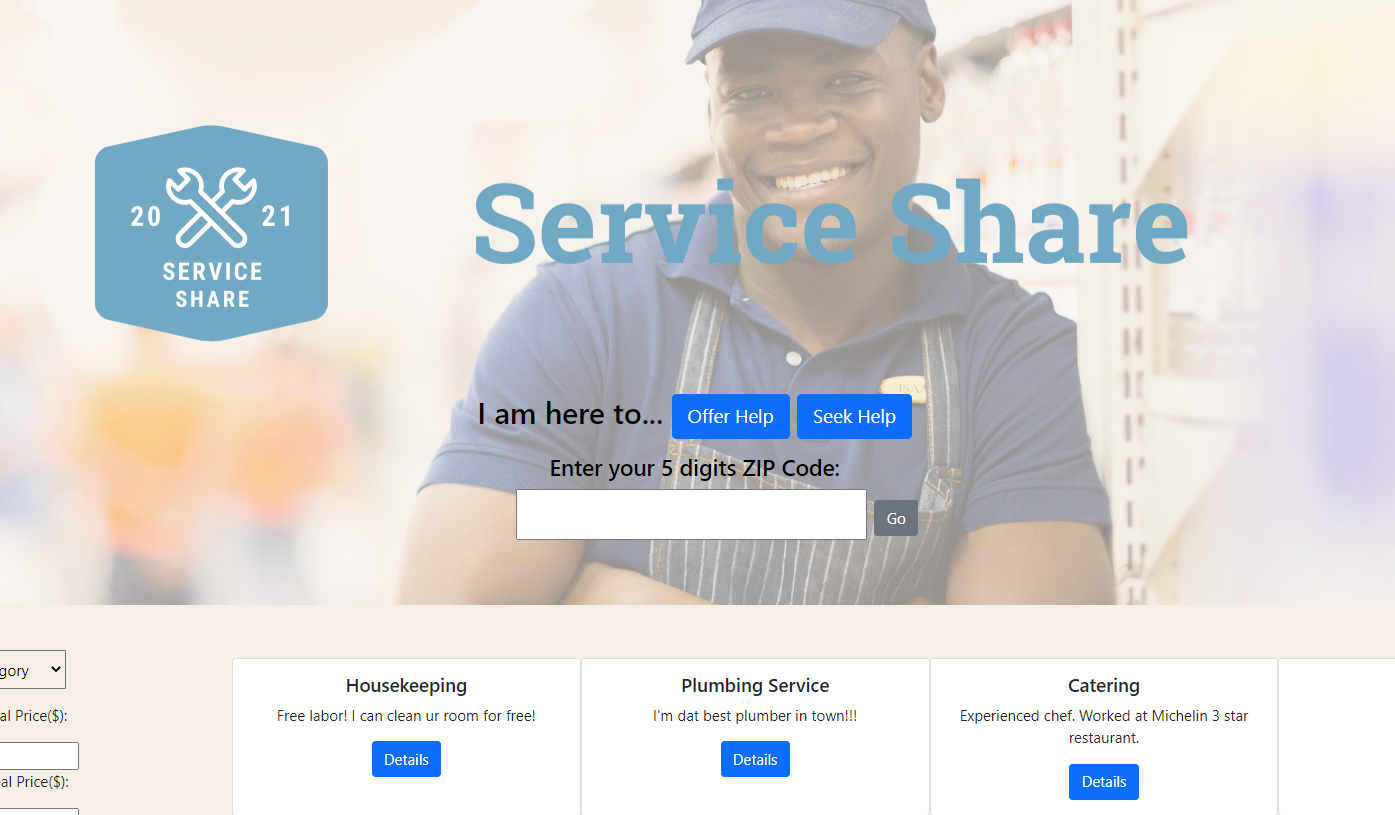 20 21
SERVICE
SHARE
Service Share
I am here to... Offer Help Seek Help
Enter your 5 digits ZIP Code:
Go
gory
al Price($):
al Price($):
Housekeeping
Free labor! I can clean ur room for free!
Details
Plumbing Service
I'm dat best plumber in town!!!
Details
Catering
Experienced chef. Worked at Michelin 3 star
restaurant.
Details